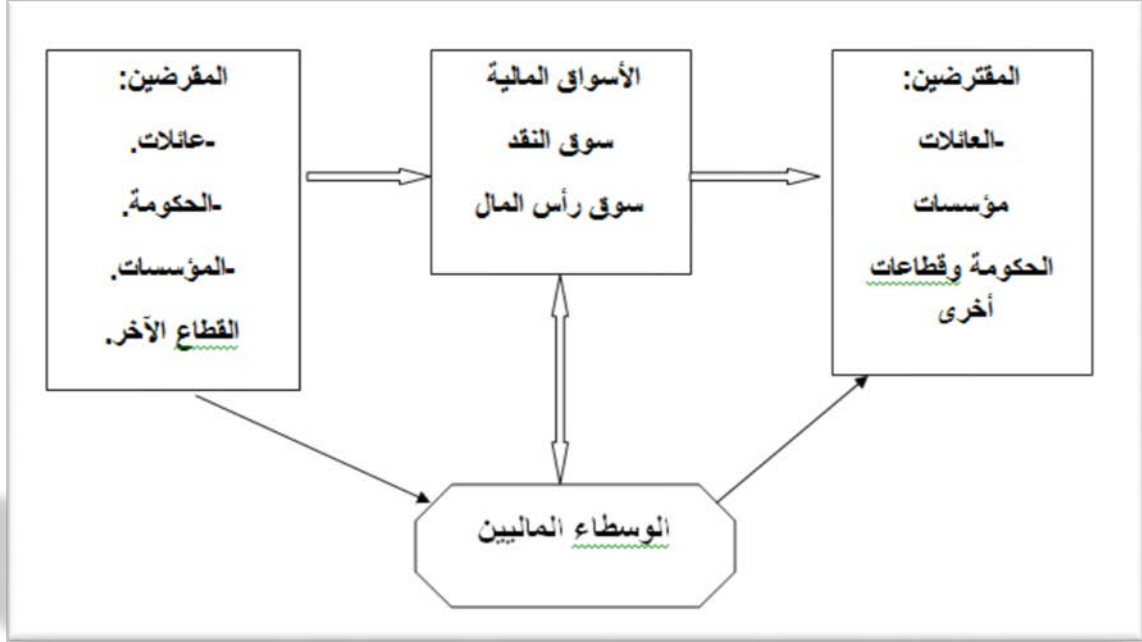 المقرضين:
-عائلات.
-الحكومة.
-المؤسسات.
القطاع الآخر.
الأسواق المالية
سوق النقد
سوق رأس المال
المقترضين:
-العائلات
مؤسسات
الحكومة وقطاعات
أخرى
الوسطاء الماليين